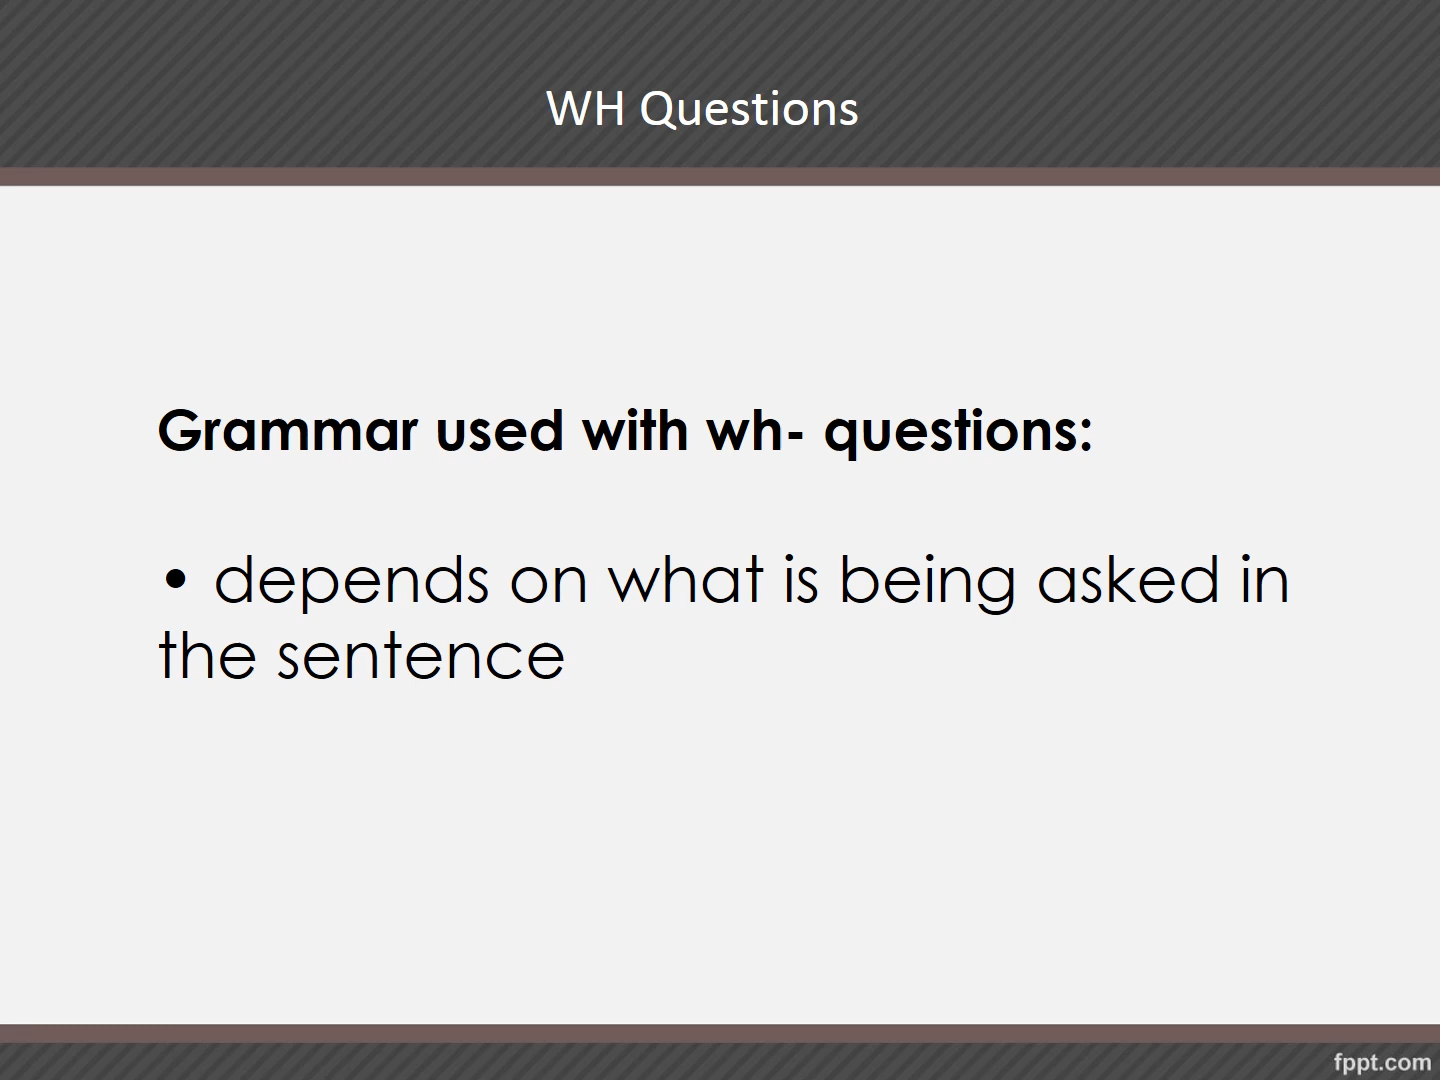 WH Questions
Grammar used with wh- questions:
• depends on what is being asked in
the sentence
fppt.com